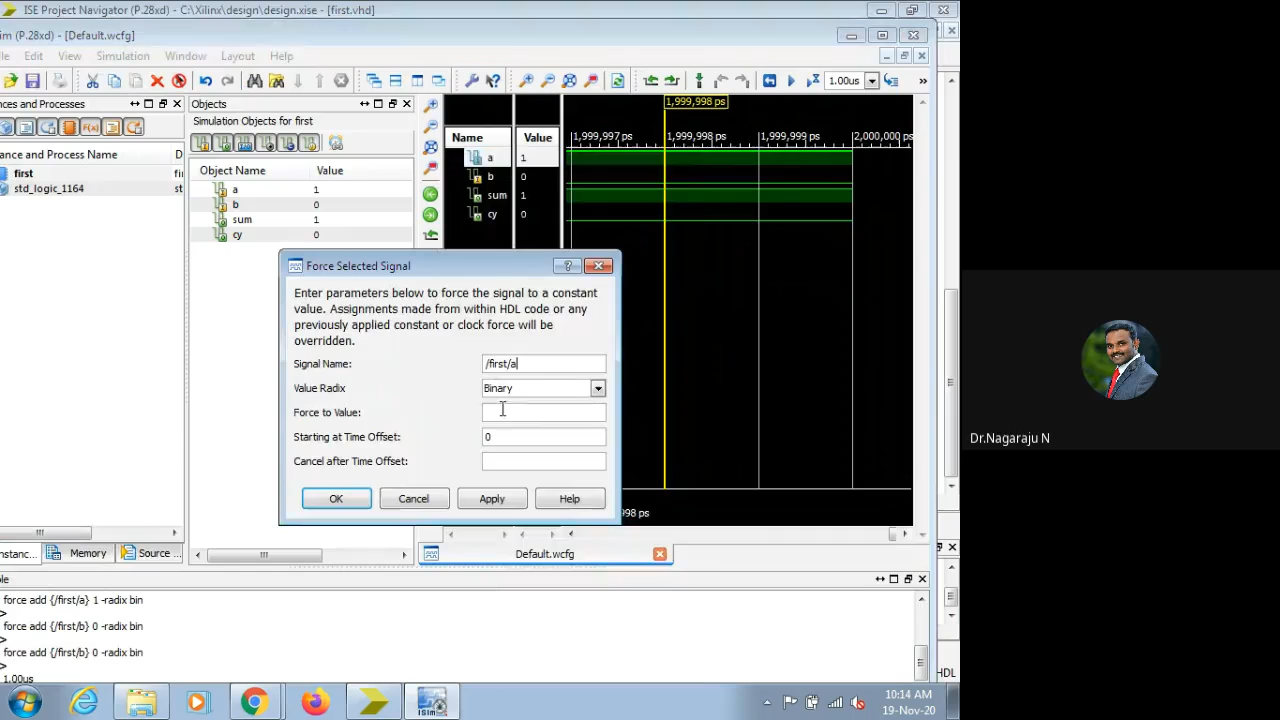 ISE Project Navigator (P.28xd) - C:\Xilinx\design\design.xise - [first.vhd]
im (P.28xd) - [Default.wcfg]
le Edit View Simulation Window Layout Help
1.00us
»
nces and Processes
Objects
Simulation Objects for first
ance and Process Name D
first fir
std_logic_1164 st
Object Name Value
a 1
b 0
sum 1
cy 0
1,999,998 ps
Name Value
1,999,997 ps 1,999,998 ps 1,999,999 ps 2,000,000 ps
a 1
b 0
sum 1
cy 0
Force Selected Signal
Enter parameters below to force the signal to a constant
value. Assignments made from within HDL code or any
previously applied constant or clock force will be
overridden.
Signal Name: /first/a
Value Radix Binary
Force to Value:
Starting at Time Offset: 0
Cancel after Time Offset:
OK Cancel Apply Help
98 ps
nstanc... Memory Source ...
Default.wcfg
ole
force add {/first/a} 1 -radix bin
>
force add {/first/b} 0 -radix bin
>
force add {/first/b} 0 -radix bin
>
1.00us
HDL
ISim
10:14 AM
19-Nov-20
Dr.Nagaraju N